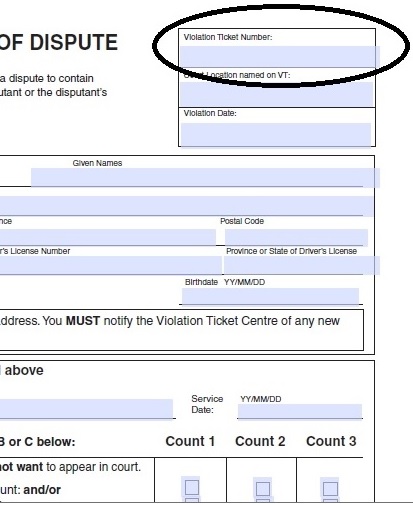 OF DISPUTE
Violation Ticket Number:
a dispute to contain
Location named on VT:
utant or the disputant's
Violation Date:
Given Names
nce Postal Code
r's License Number Province or State of Driver's License
Birthdate YY/MM/DD
address. You MUST notify the Violation Ticket Centre of any new
l above
Service YY/MM/DD
Date:
B or C below: Count 1 Count 2 Count 3
not want to appear in court.
unt: and/or